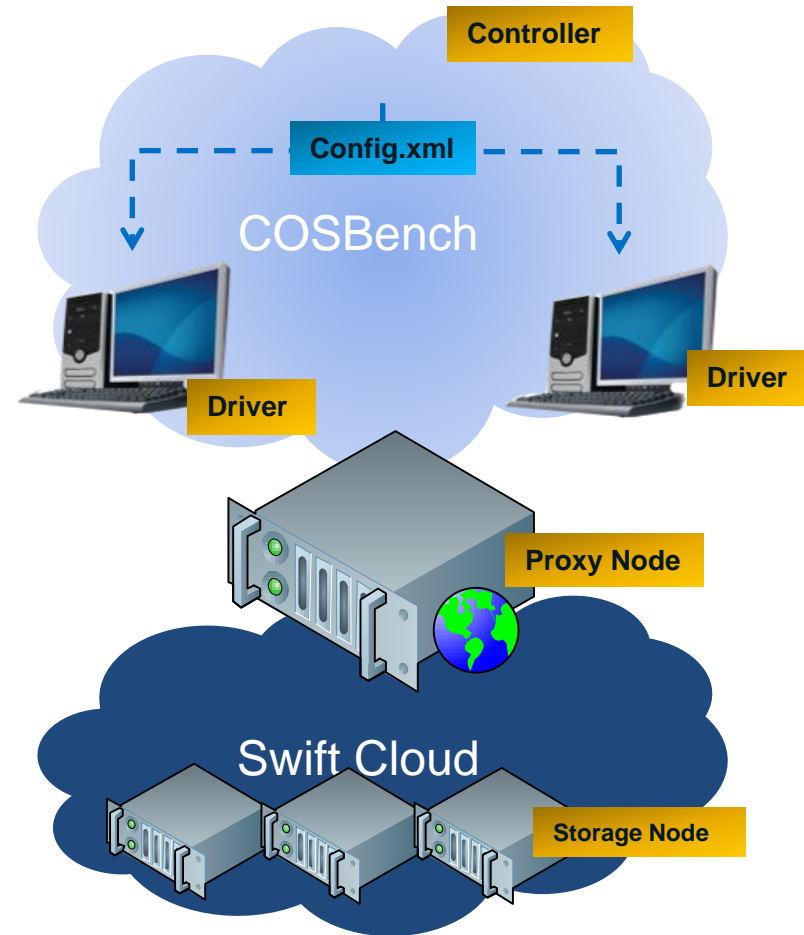 Controller
Config.xml
COSBench
Driver
Driver
Proxy Node
Swift Cloud
Storage Node